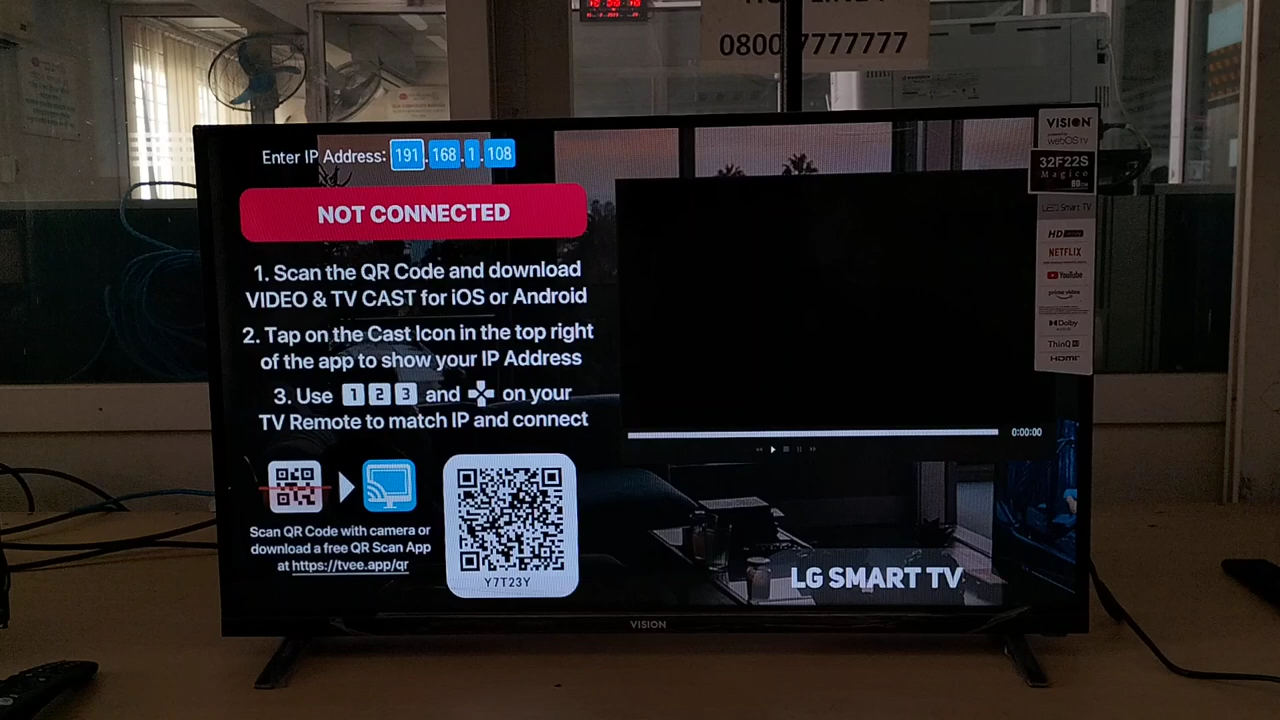 0800 7777777
Enter IP Address: 191.168.1.108
NOT CONNECTED
1. Scan the QR Code and download
VIDEO & TV CAST for iOS or Android
2. Tap on the Cast Icon in the top right
of the app to show your IP Address
3. Use 1 2 3 and on your
TV Remote to match IP and connect
Scan QR Code with camera or
download a free QR Scan App
at https://tvee.app/qr
Y7T23Y
0:00:00
LG SMART TV
VISION
VISION
webOS TV
32F22S
Magico
LED Smart TV
HD
NETFLIX
YouTube
prime video
Dolby
AUDIO
ThinQ AI
HDMI